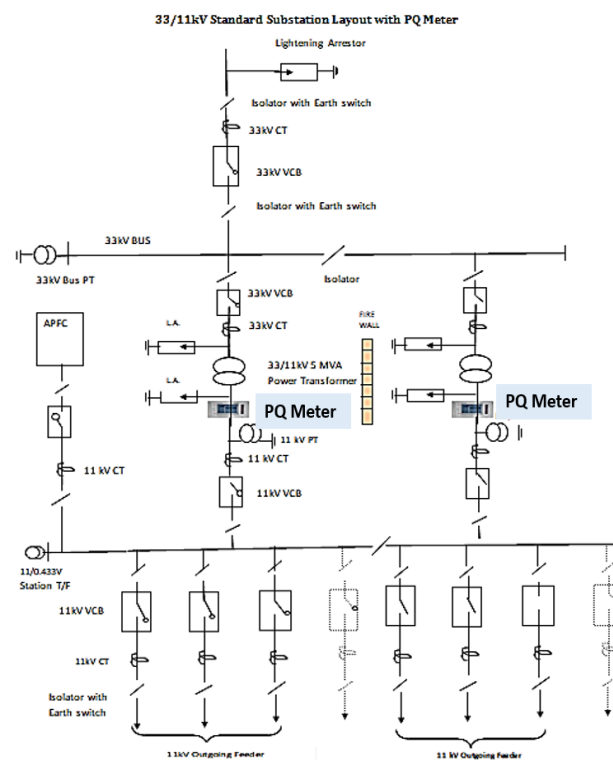 33/11kV Standard Substation Layout with PQ Meter
Lightening Arrestor
Isolator with Earth switch
33kV CT
33kV VCB
Isolator with Earth switch
33kV BUS
33kV Bus PT
Isolator
33kV VCB
APFC
L.A.
33kV CT
FIRE
WALL
33/11kV 5 MVA
Power Transformer
L.A.
PQ Meter
PQ Meter
11 kV PT
11 kV CT
11 kV CT
11kV VCB
11/0.433V
Station T/F
11kV VCB
11kV CT
Isolator with
Earth switch
11kV Outgoing Feeder
11 kV Outgoing Feeder